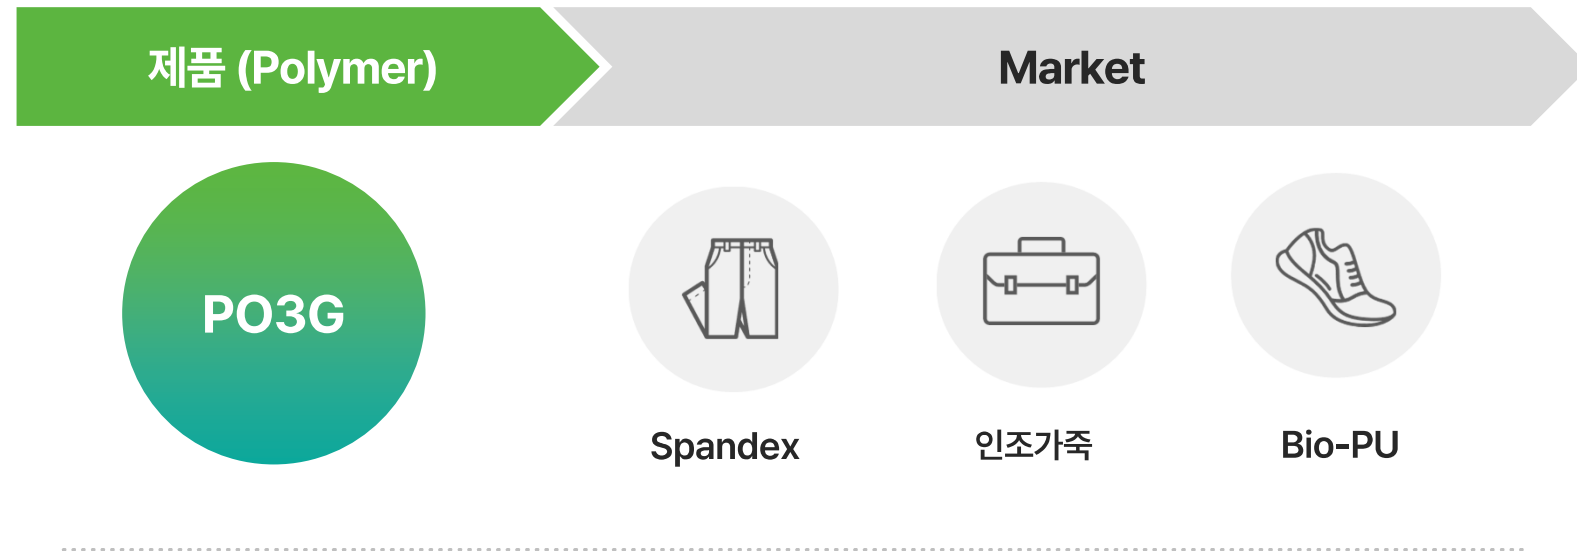 제품 (Polymer)
Market
PO3G
Spandex
인조가죽
Bio-PU